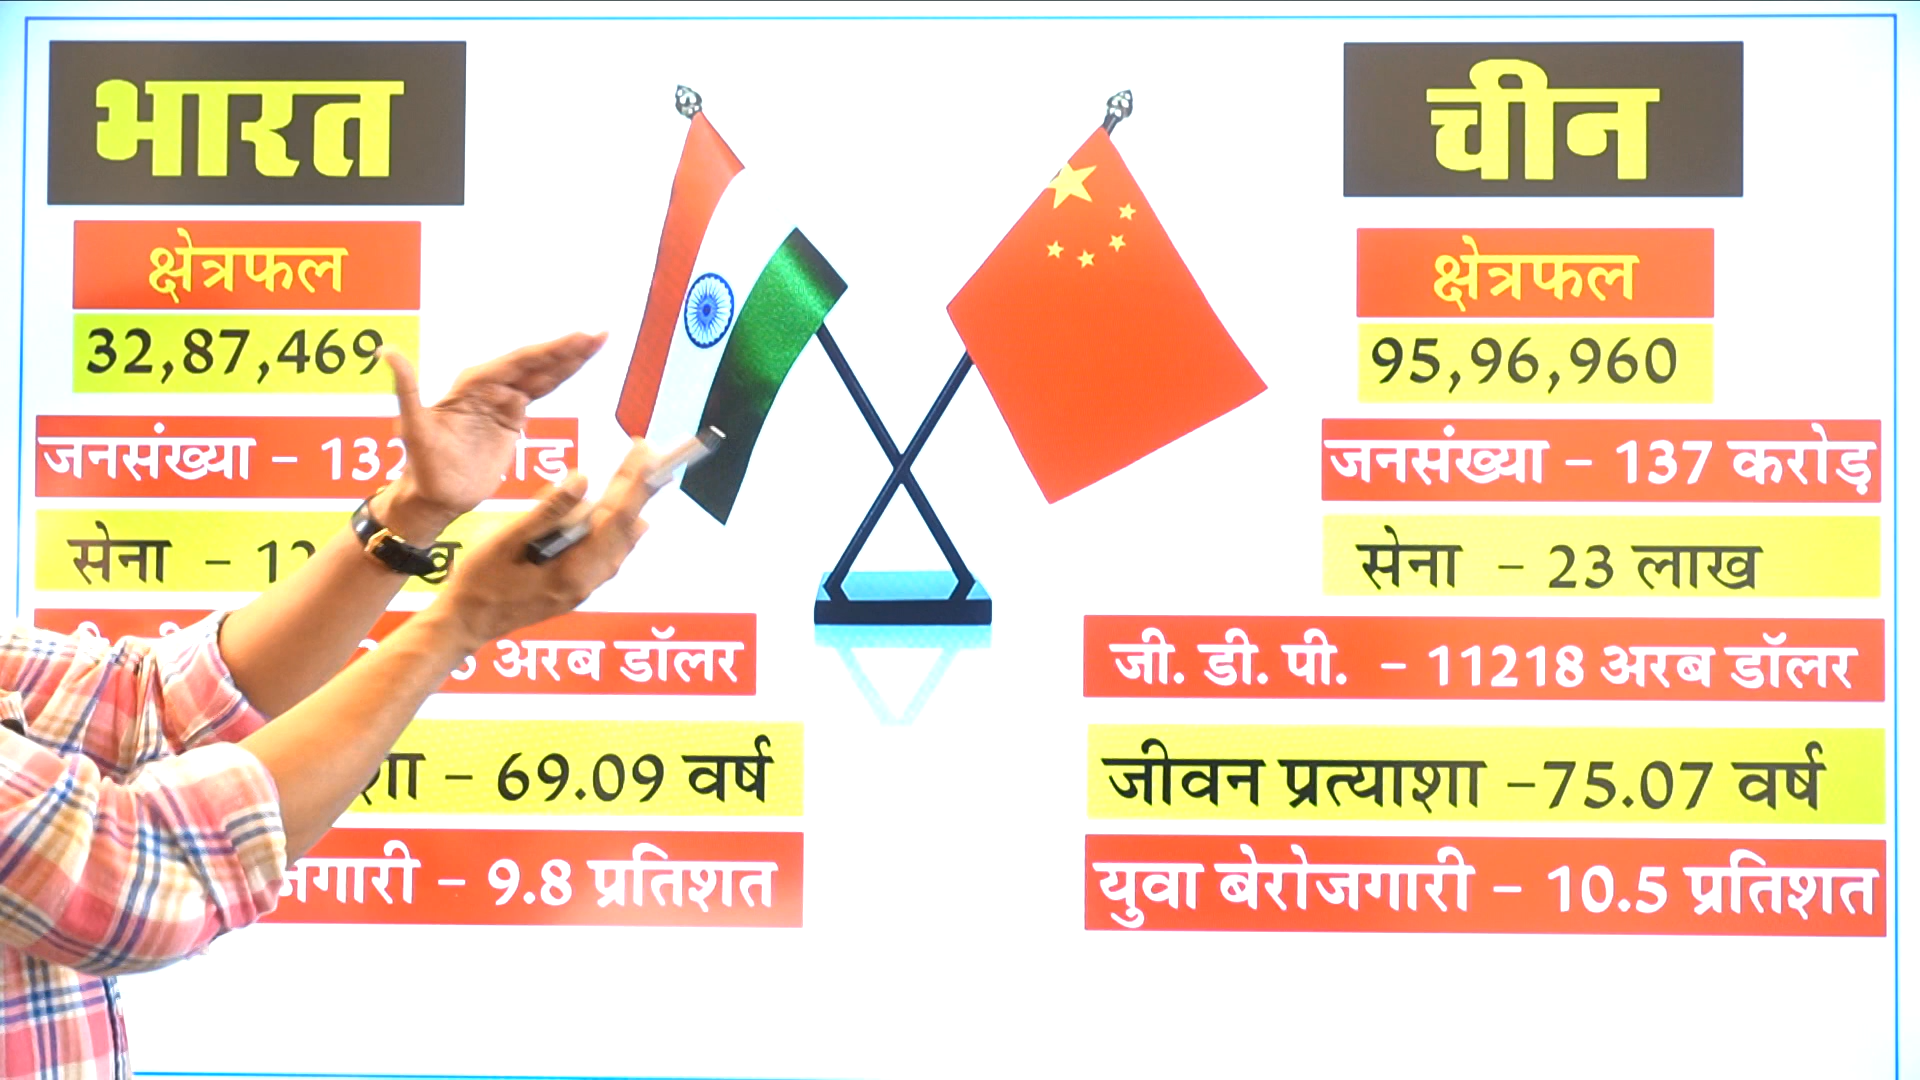 भारत
क्षेत्रफल
32,87,469
जनसंख्या – 132
सेना –
अरब डॉलर
– 69.09 वर्ष
– 9.8 प्रतिशत
चीन
क्षेत्रफल
95,96,960
जनसंख्या – 137 करोड़
सेना – 23 लाख
जी. डी. पी. – 11218 अरब डॉलर
जीवन प्रत्याशा –75.07 वर्ष
युवा बेरोजगारी – 10.5 प्रतिशत